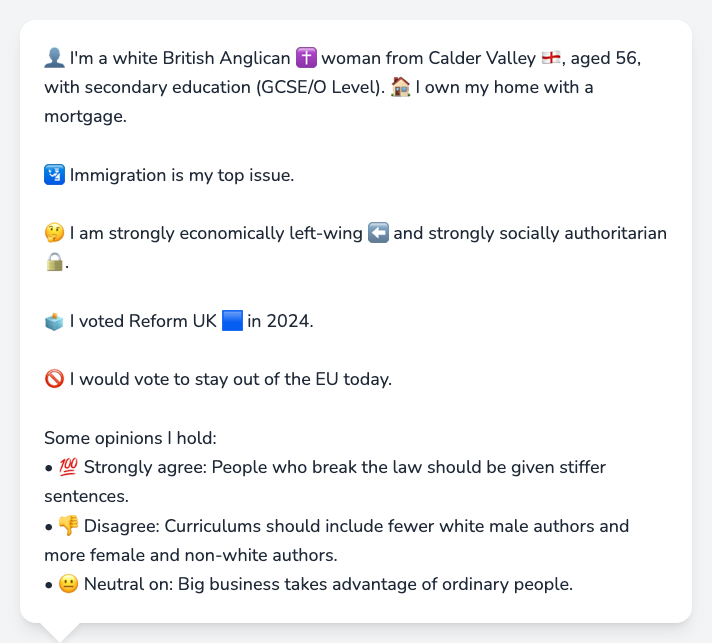 👤 I'm a white British Anglican ✝️ woman from Calder Valley 🏴󠁧󠁢󠁥󠁮󠁧󠁿, aged 56,
with secondary education (GCSE/O Level). 🏠 I own my home with a
mortgage.
🛂 Immigration is my top issue.
🤔 I am strongly economically left-wing ⬅️ and strongly socially authoritarian
🔒.
🗳️ I voted Reform UK 🟦 in 2024.
🚫 I would vote to stay out of the EU today.
Some opinions I hold:
• 💯 Strongly agree: People who break the law should be given stiffer
sentences.
• 👎 Disagree: Curriculums should include fewer white male authors and
more female and non-white authors.
• 😐 Neutral on: Big business takes advantage of ordinary people.